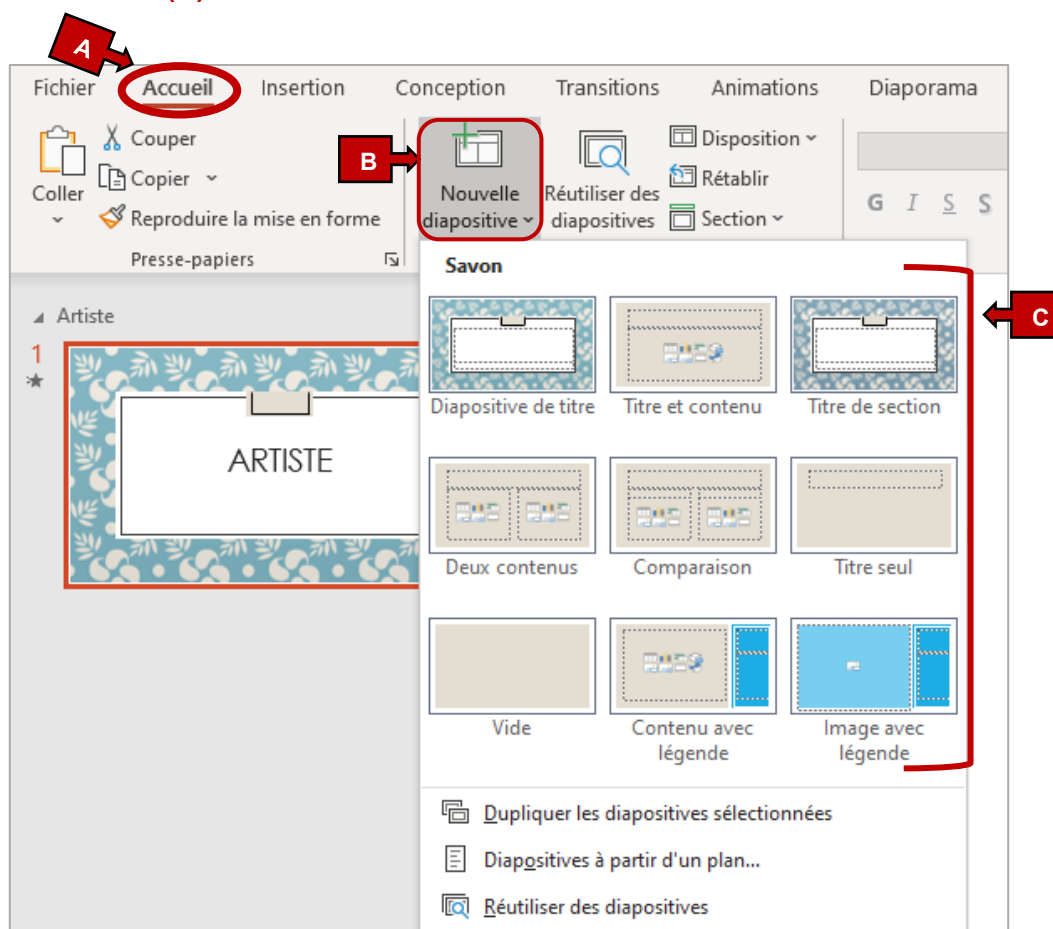 A
Fichier Accueil Insertion Conception Transitions Animations Diaporama
Couper
Copier
Reproduire la mise en forme
Coller
Presse-papiers
B
Nouvelle
diapositive
Réutiliser des
diapositives
Disposition
Rétablir
Section
G I S S
Savon
C
Artiste
1
ARTISTE
Diapositive de titre Titre et contenu Titre de section
Deux contenus Comparaison Titre seul
Vide Contenu avec légende Image avec légende
Dupliquer les diapositives sélectionnées
Diapositives à partir d'un plan...
Réutiliser des diapositives